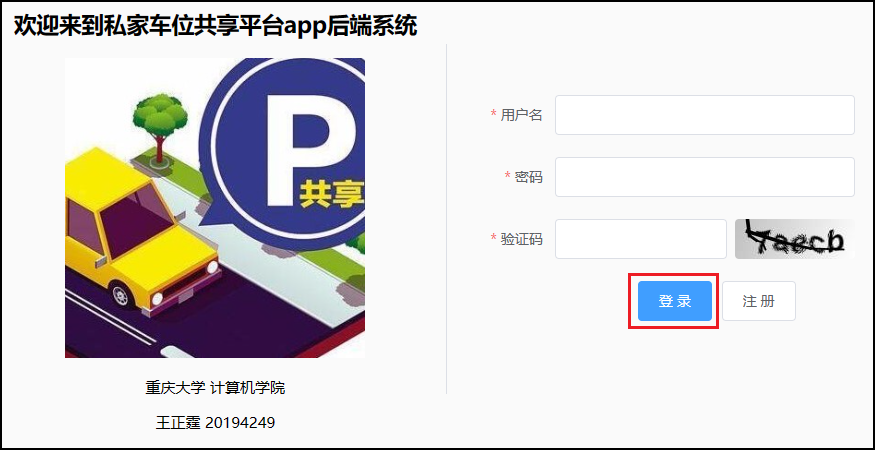 欢迎来到私家车位共享平台app后端系统
P
共享
重庆大学 计算机学院
王正霆 20194249
* 用户名
* 密码
* 验证码
7aecb
登 录
注 册